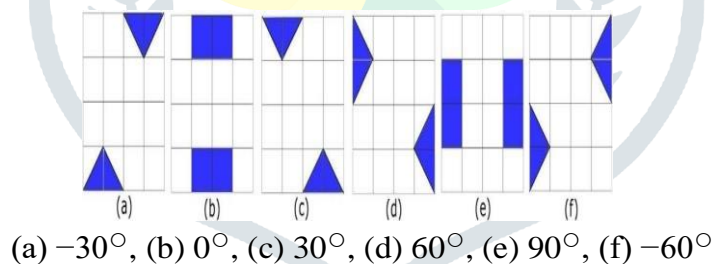 (a) (b) (c) (d) (e) (f)
(a) −30°, (b) 0°, (c) 30°, (d) 60°, (e) 90°, (f) −60°